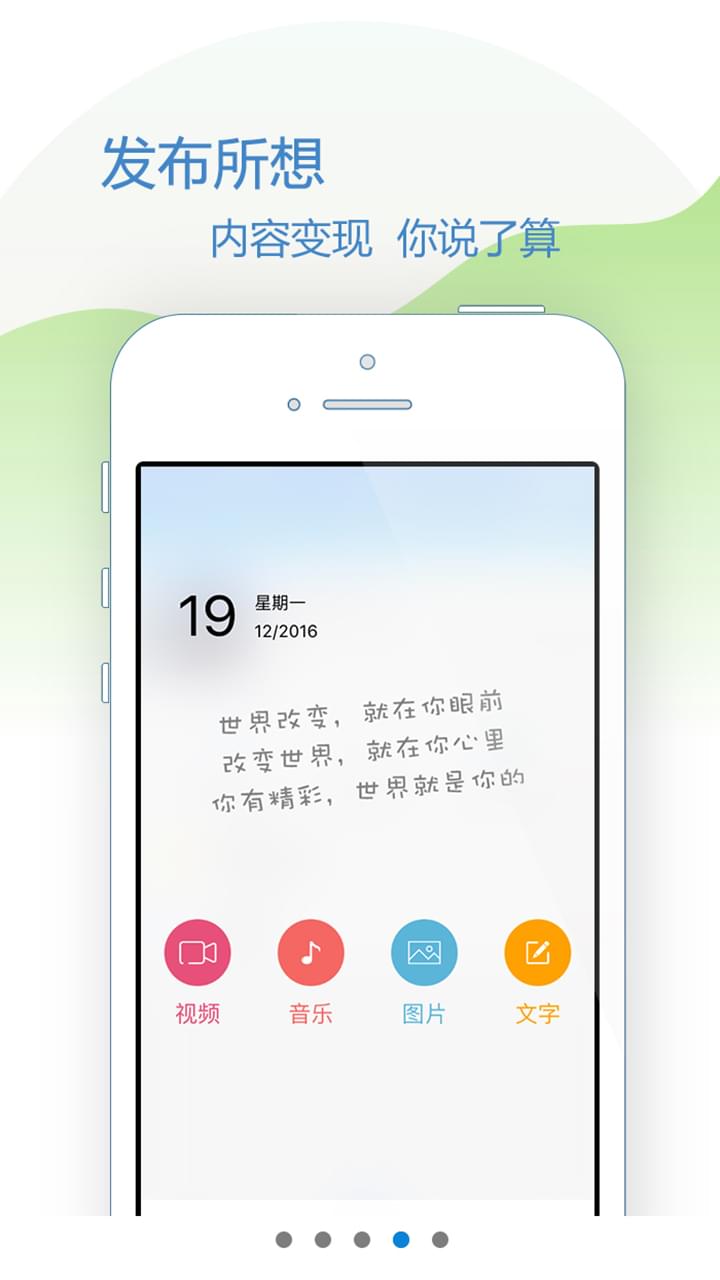 发布所想
内容变现 你说了算
19 星期一
12/2016
世界改变，就在你眼前
改变世界，就在你心里
你有精彩，世界就是你的
视频 音乐 图片 文字